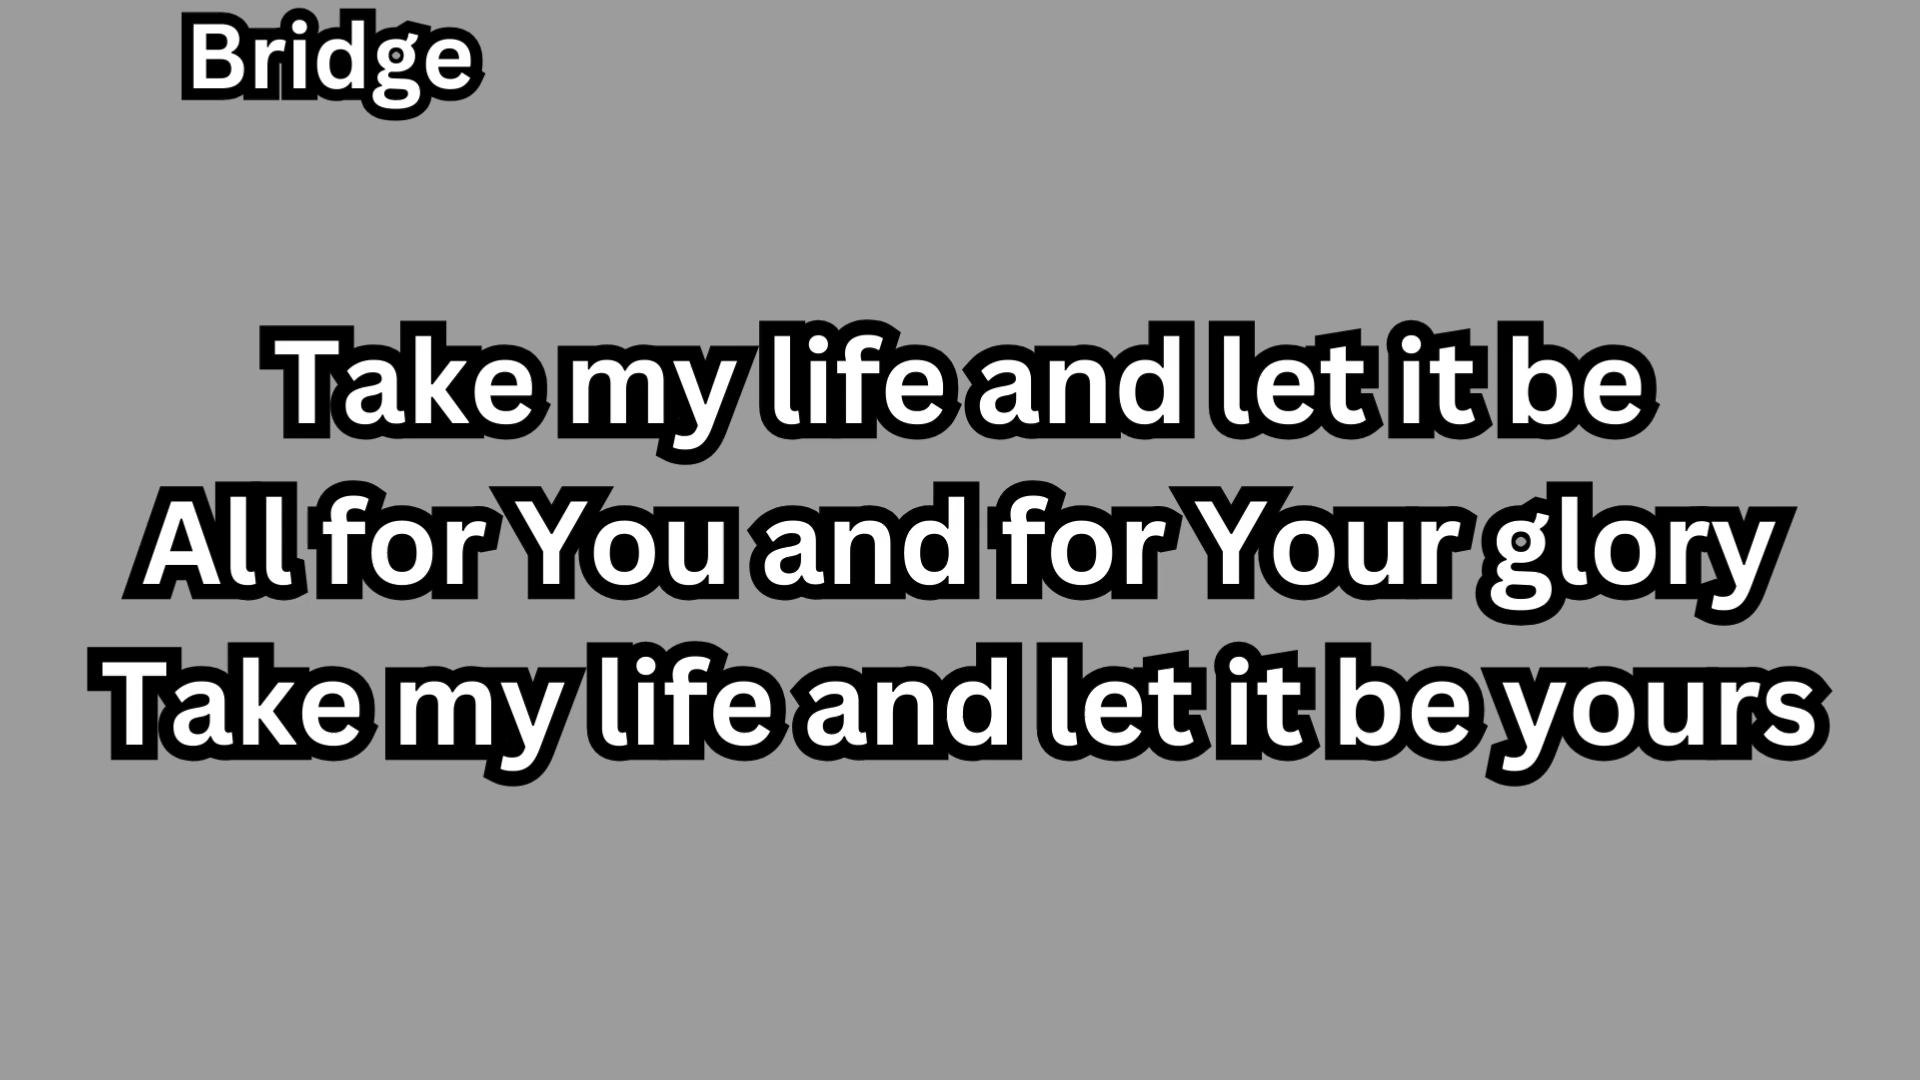 Bridge
Take my life and let it be
All for You and for Your glory
Take my life and let it be yours